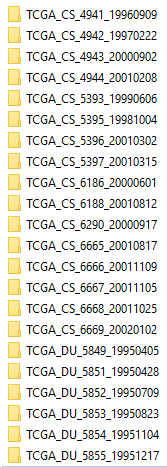 TCGA_CS_4941_19960909
TCGA_CS_4942_19970222
TCGA_CS_4943_20000902
TCGA_CS_4944_20010208
TCGA_CS_5393_19990606
TCGA_CS_5395_19981004
TCGA_CS_5396_20010302
TCGA_CS_5397_20010315
TCGA_CS_6186_20000601
TCGA_CS_6188_20010812
TCGA_CS_6290_20000917
TCGA_CS_6665_20010817
TCGA_CS_6666_20011109
TCGA_CS_6667_20011105
TCGA_CS_6668_20011025
TCGA_CS_6669_20020102
TCGA_DU_5849_19950405
TCGA_DU_5851_19950428
TCGA_DU_5852_19950709
TCGA_DU_5853_19950823
TCGA_DU_5854_19951104
TCGA_DU_5855_19951217